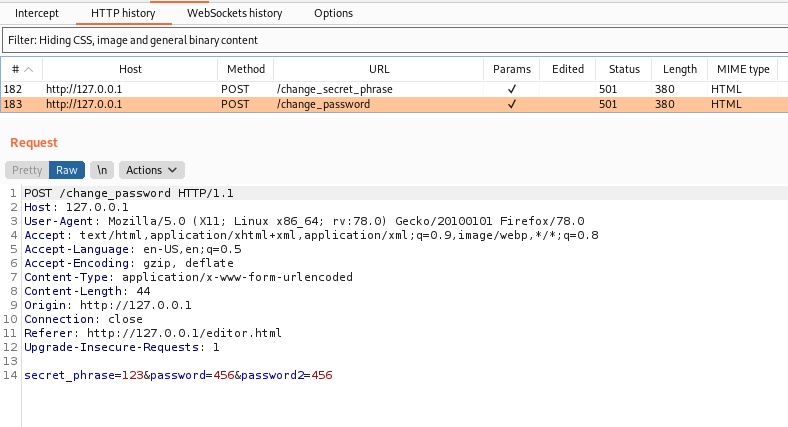 Intercept HTTP history WebSockets history Options
Filter: Hiding CSS, image and general binary content
# Host Method URL Params Edited Status Length MIME type
182 http://127.0.0.1 POST /change_secret_phrase ✓ 501 380 HTML
183 http://127.0.0.1 POST /change_password ✓ 501 380 HTML
Request
Pretty Raw \n Actions
1 POST /change_password HTTP/1.1
2 Host: 127.0.0.1
3 User-Agent: Mozilla/5.0 (X11; Linux x86_64; rv:78.0) Gecko/20100101 Firefox/78.0
4 Accept: text/html,application/xhtml+xml,application/xml;q=0.9,image/webp,*/*;q=0.8
5 Accept-Language: en-US,en;q=0.5
6 Accept-Encoding: gzip, deflate
7 Content-Type: application/x-www-form-urlencoded
8 Content-Length: 44
9 Origin: http://127.0.0.1
10 Connection: close
11 Referer: http://127.0.0.1/editor.html
12 Upgrade-Insecure-Requests: 1
13
14 secret_phrase=123&password=456&password2=456